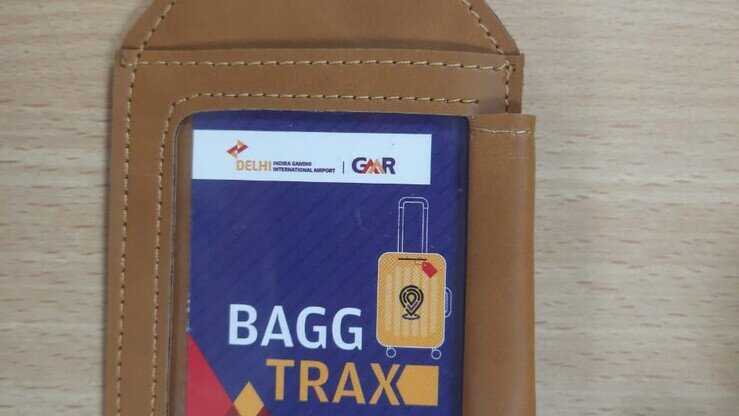 DELHI INDIRA GANDHI
INTERNATIONAL AIRPORT
GMR
BAGG
TRAX